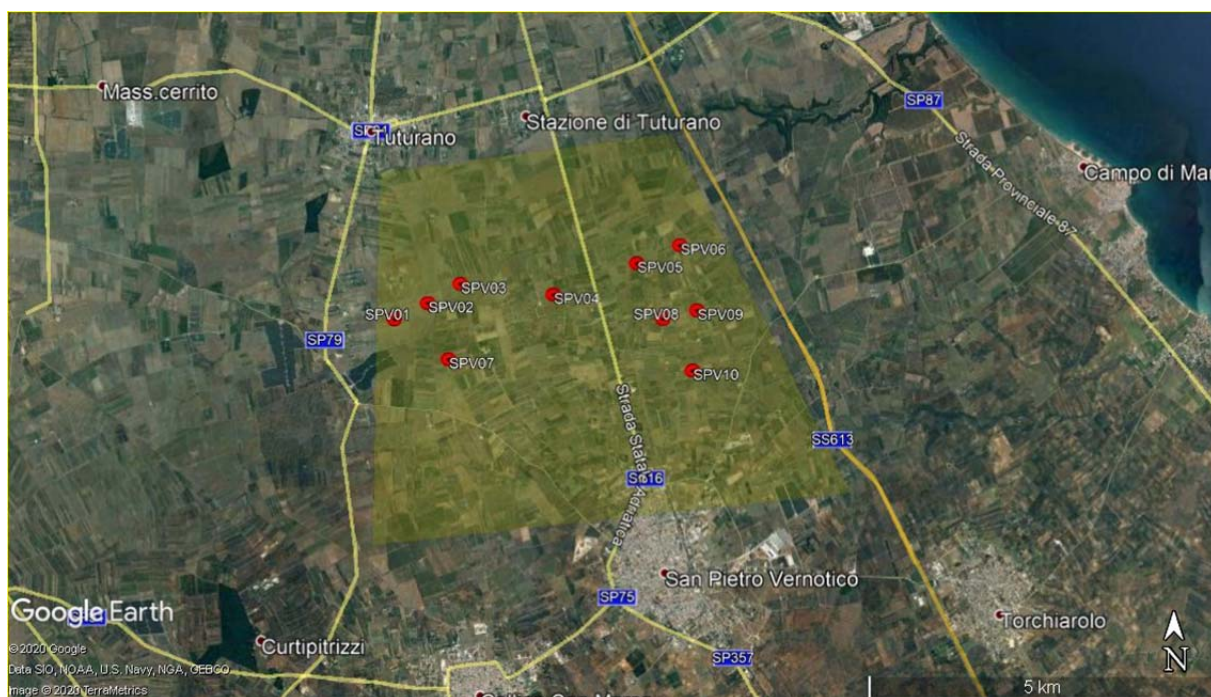 Mass.cerrito
Tuturano
Stazione di Tuturano
SP87
Strada Provinciale 87
Campo di Mar
SPV06
SPV05
SPV03
SPV04
SPV02
SPV01
SPV08
SPV09
SP79
SPV07
SPV10
Strada Statale Adriatica
SS613
SS16
San Pietro Vernotico
SP75
Torchiarolo
Google Earth
Curtipitrizzi
SP357
© 2020 Google
Data SIO, NOAA, U.S. Navy, NGA, GEBCO
Image © 2020 TerraMetrics
N
5 km